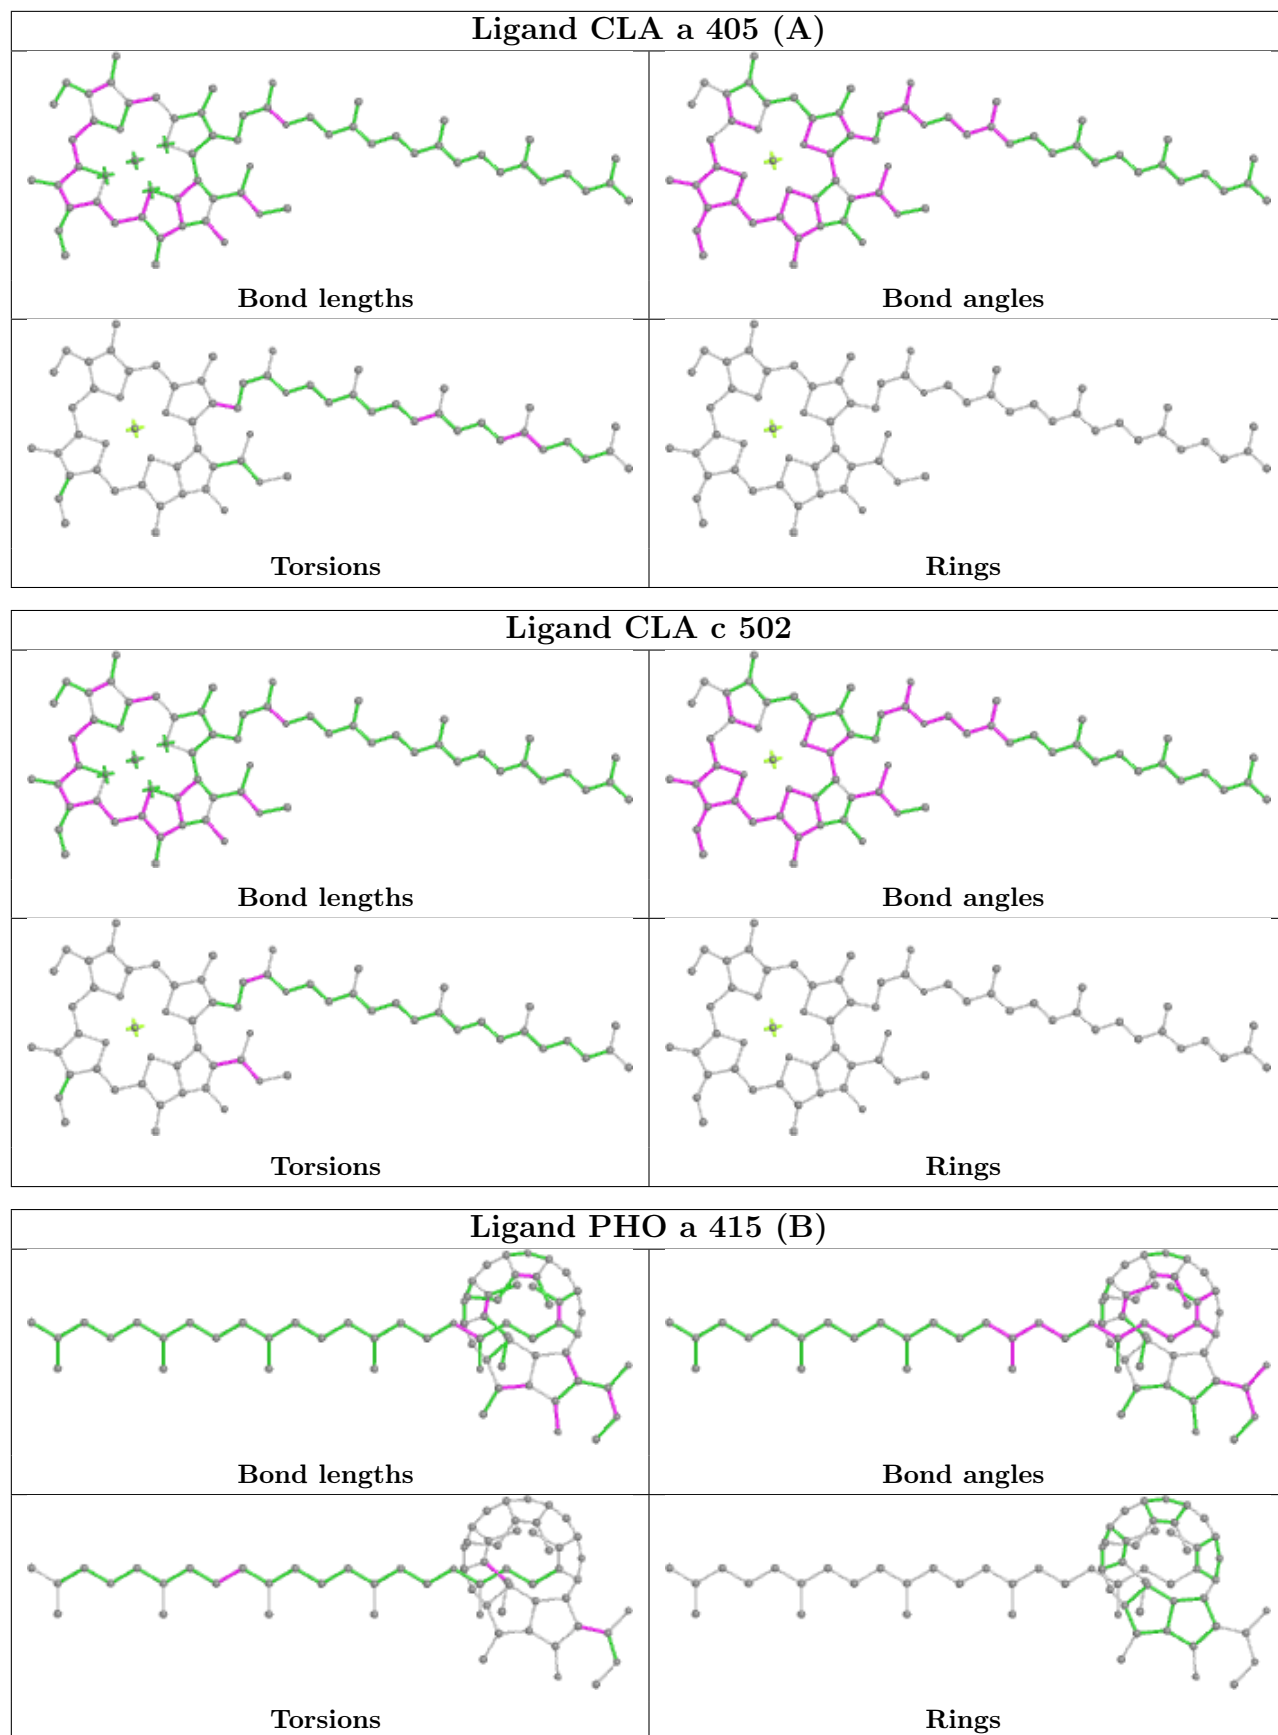 Ligand CLA a 405 (A)
Bond lengths
Bond angles
Torsions
Rings
Ligand CLA c 502
Bond lengths
Bond angles
Torsions
Rings
Ligand PHO a 415 (B)
Bond lengths
Bond angles
Torsions
Rings